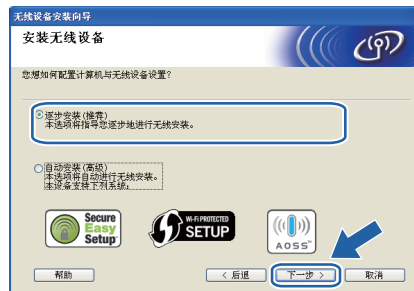 无线设备安装向导
安装无线设备
您想如何配置计算机与无线设备设置?
逐步安装(推荐)
本选项将指导您逐步地进行无线安装。
自动安装(高级)
本选项将自动进行无线安装。
本设备支持下列系统:
Secure
Easy
Setup
Wi-Fi PROTECTED
SETUP
AOSS™
帮助
< 后退
下一步 >
取消